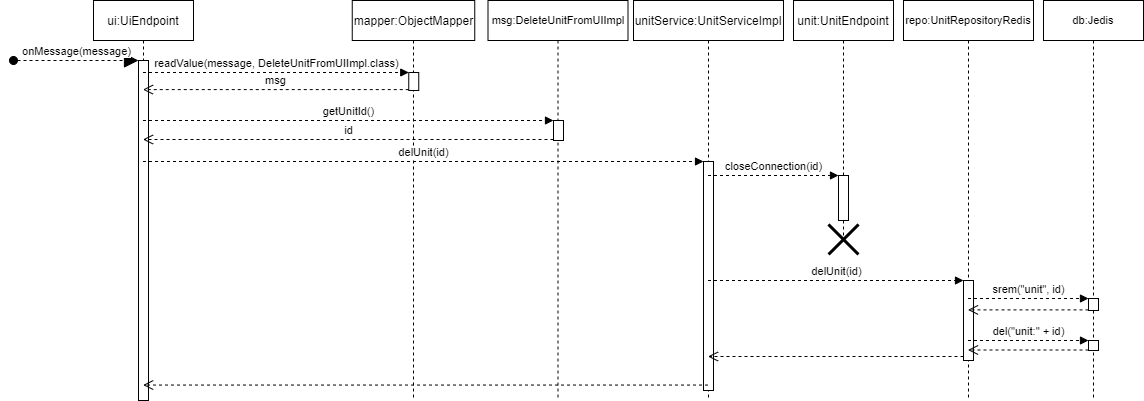 ui:UiEndpoint
mapper:ObjectMapper
msg:DeleteUnitFromUIImpl
unitService:UnitServiceImpl
unit:UnitEndpoint
repo:UnitRepositoryRedis
db:Jedis
onMessage(message)
readValue(message, DeleteUnitFromUIImpl.class)
msg
getUnitId()
id
delUnit(id)
closeConnection(id)
delUnit(id)
srem("unit", id)
del("unit:" + id)